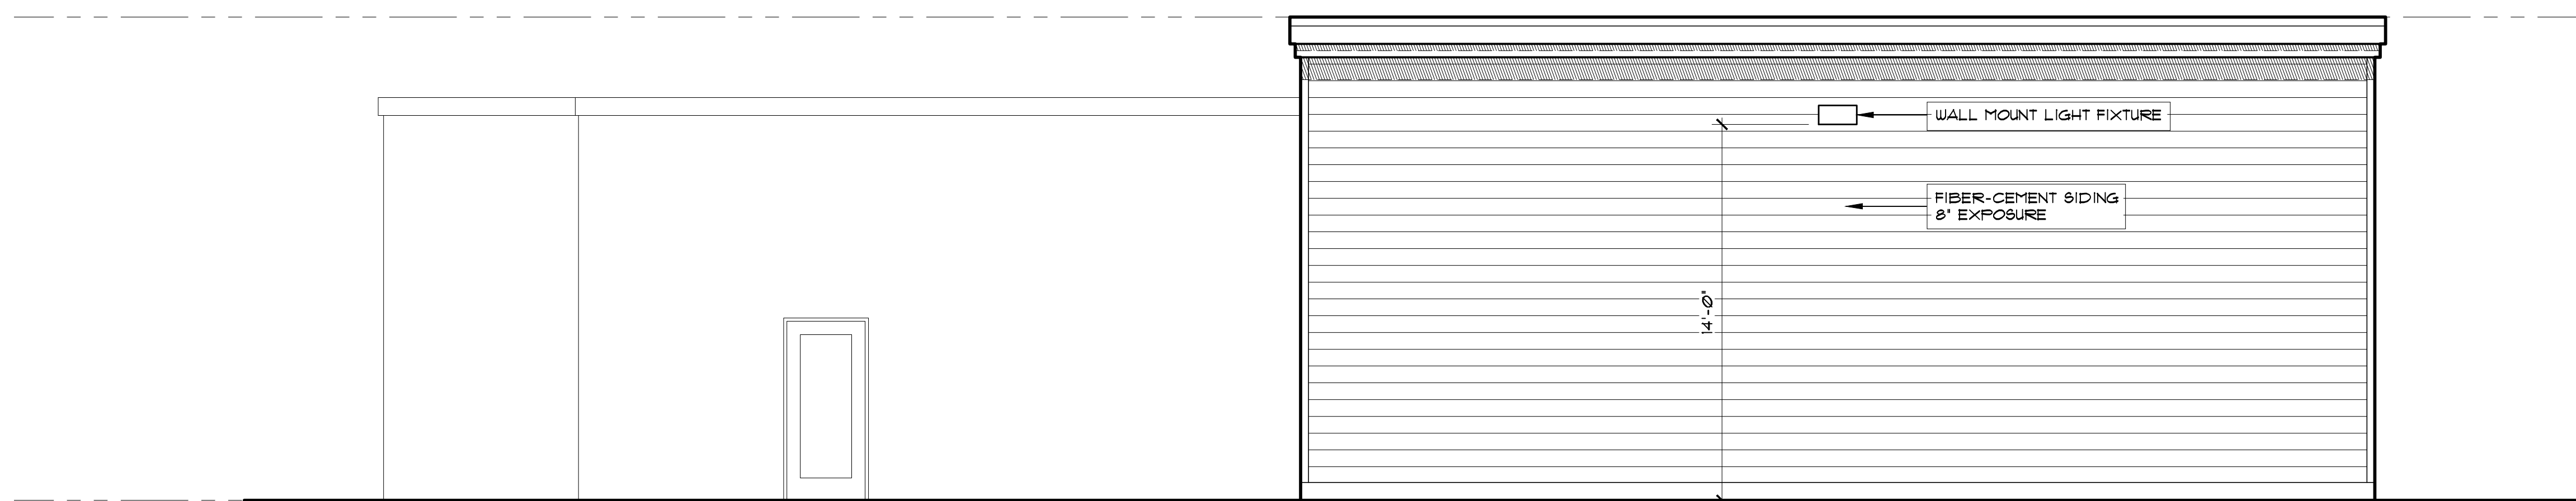 WALL MOUNT LIGHT FIXTURE
FIBER-CEMENT SIDING
8" EXPOSURE
14'-0"